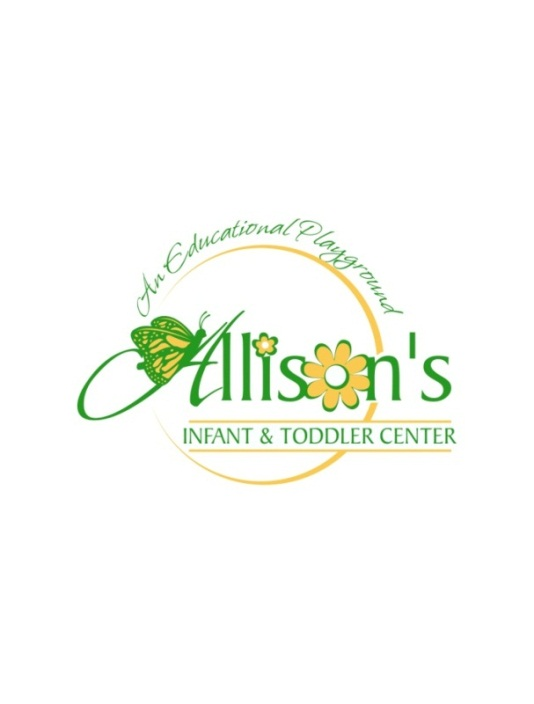 An Educational Playground
Allison's
INFANT & TODDLER CENTER